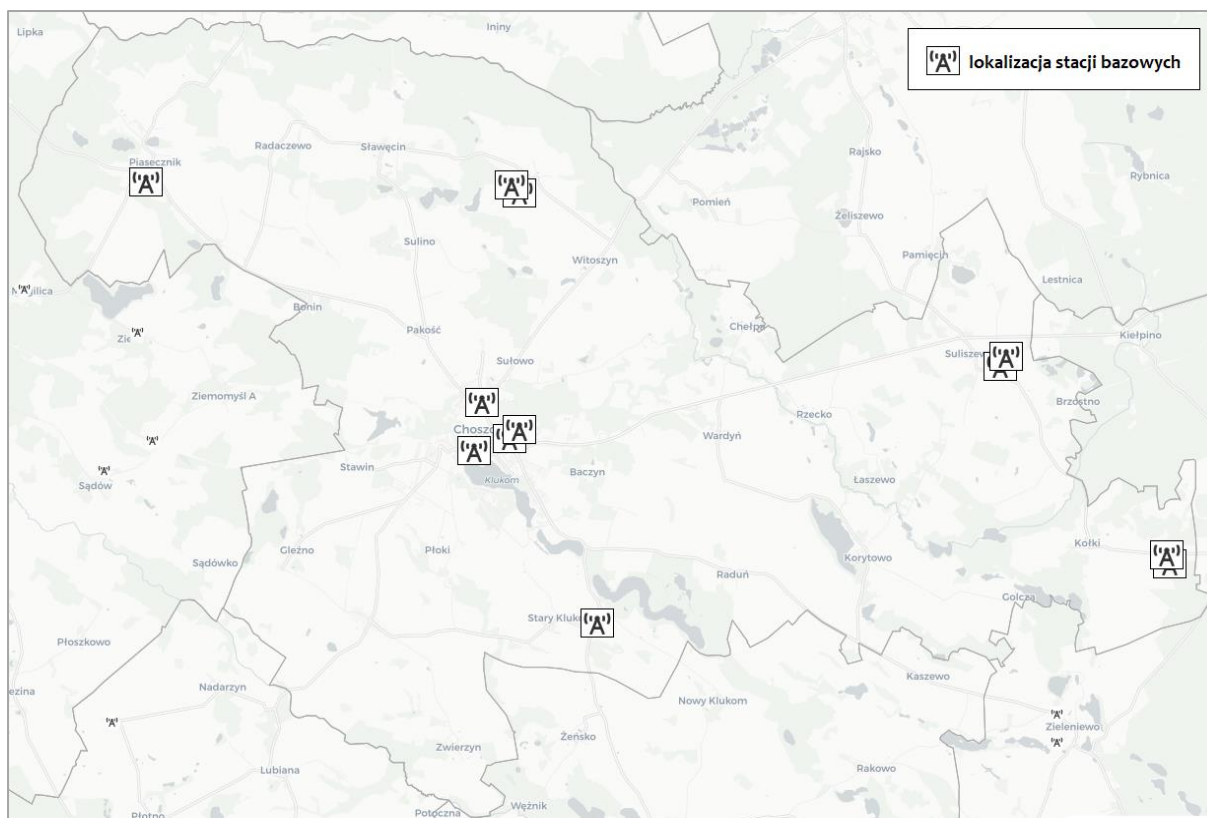 Lipka
Ininy
lokalizacja stacji bazowych
Piasecznik
Radaczewo
Sławęcin
Rajsko
Rybnica
Pomień
Żeliszewo
Sulino
Witoszyn
Pamięcin
Lestnica
Bonin
Pakość
Chełpa
Kiełpino
Sułowo
Ziemomyśl A
Brzostno
Rzecko
Wardyń
Stawin
Baczyn
Klukom
Łaszewo
Sądów
Kołki
Płoki
Gleźno
Korytowo
Sądówko
Raduń
Golcza
Płoszkowo
Kaszewo
Nadarzyn
Nowy Klukom
Zieleniewo
Żeńsko
Zwierzyn
Lubiana
Rakowo
Wężnik
Potoczna
Płotno